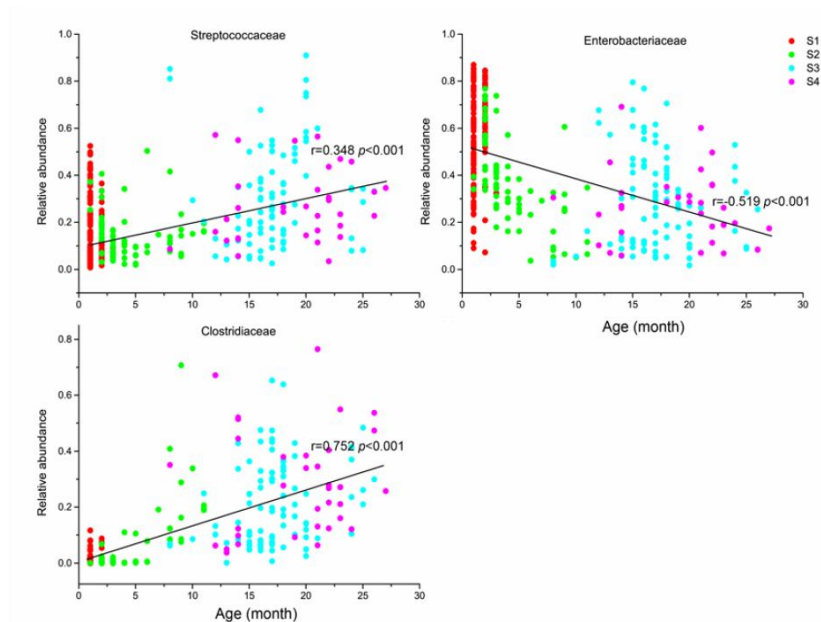 Streptococcaceae
1.0
0.8
0.6
0.4
0.2
0.0
Relative abundance
r=0.348 p<0.001
0 5 10 15 20 25 30
Enterobacteriaceae
1.0
0.8
0.6
0.4
0.2
0.0
Relative abundance
r=-0.519 p<0.001
0 5 10 15 20 25 30
Age (month)
S1
S2
S3
S4
Clostridiaceae
0.8
0.6
0.4
0.2
0.0
Relative abundance
r=0.752 p<0.001
0 5 10 15 20 25 30
Age (month)